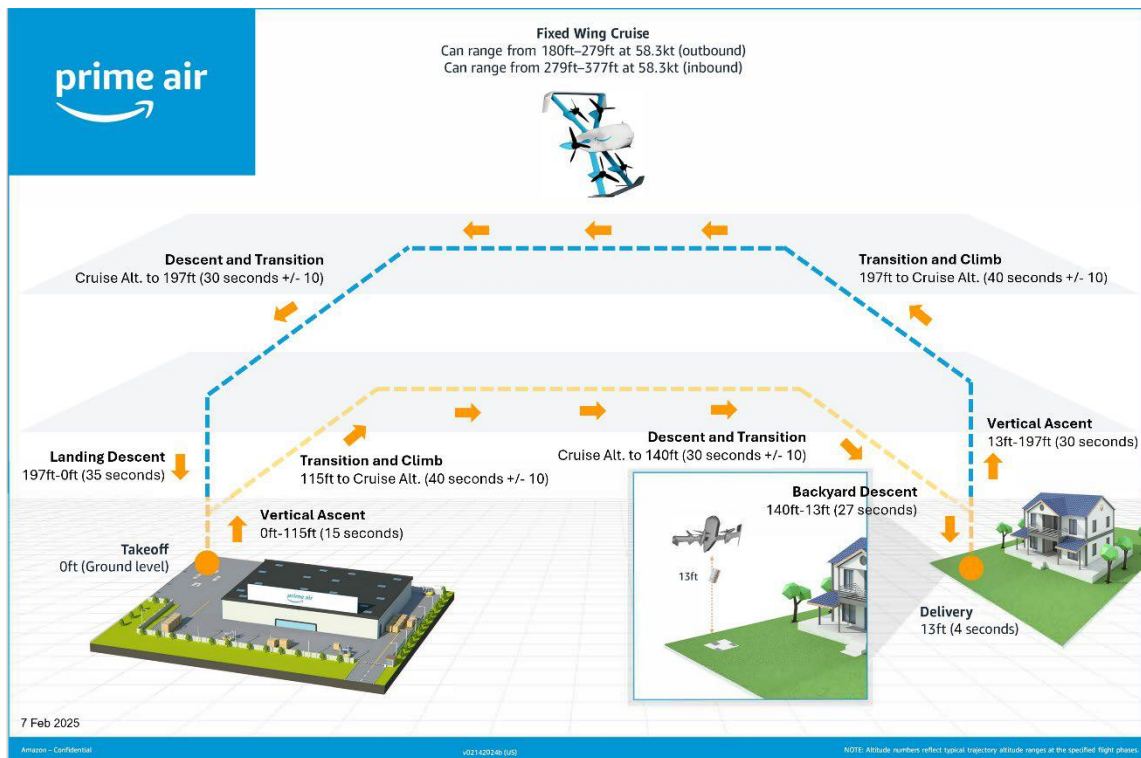 prime air
Fixed Wing Cruise
Can range from 180ft–279ft at 58.3kt (outbound)
Can range from 279ft–377ft at 58.3kt (inbound)
Descent and Transition
Cruise Alt. to 197ft (30 seconds +/- 10)
Transition and Climb
197ft to Cruise Alt. (40 seconds +/- 10)
Landing Descent
197ft-0ft (35 seconds)
Transition and Climb
115ft to Cruise Alt. (40 seconds +/- 10)
Descent and Transition
Cruise Alt. to 140ft (30 seconds +/- 10)
Vertical Ascent
13ft-197ft (30 seconds)
Vertical Ascent
0ft-115ft (15 seconds)
Backyard Descent
140ft-13ft (27 seconds)
Takeoff
0ft (Ground level)
prime air
13ft
Delivery
13ft (4 seconds)
7 Feb 2025
Amazon – Confidential
v02142024b (US)
NOTE: Altitude numbers reflect typical trajectory altitude ranges at the specified flight phases.